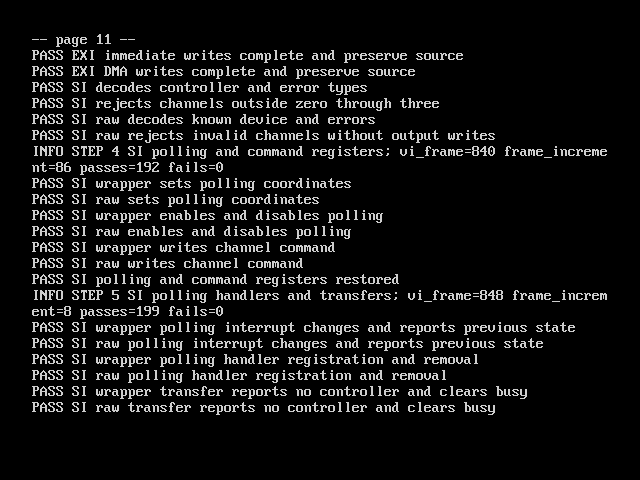 -- page 11 --
PASS EXI immediate writes complete and preserve source
PASS EXI DMA writes complete and preserve source
PASS SI decodes controller and error types
PASS SI rejects channels outside zero through three
PASS SI raw decodes known device and errors
PASS SI raw rejects invalid channels without output writes
INFO STEP 4 SI polling and command registers; vi_frame=840 frame_increme
nt=86 passes=192 fails=0
PASS SI wrapper sets polling coordinates
PASS SI raw sets polling coordinates
PASS SI wrapper enables and disables polling
PASS SI raw enables and disables polling
PASS SI wrapper writes channel command
PASS SI raw writes channel command
PASS SI polling and command registers restored
INFO STEP 5 SI polling handlers and transfers; vi_frame=848 frame_increm
ent=8 passes=199 fails=0
PASS SI wrapper polling interrupt changes and reports previous state
PASS SI raw polling interrupt changes and reports previous state
PASS SI wrapper polling handler registration and removal
PASS SI raw polling handler registration and removal
PASS SI wrapper transfer reports no controller and clears busy
PASS SI raw transfer reports no controller and clears busy